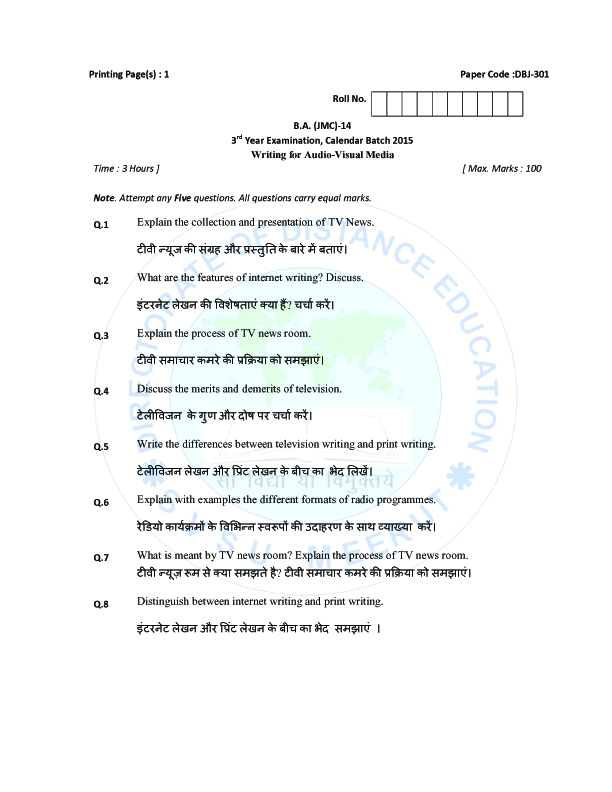 Printing Page(s) : 1 Paper Code :DBJ-301
Roll No.
B.A. (JMC)-14
3rd Year Examination, Calendar Batch 2015
Writing for Audio-Visual Media
Time : 3 Hours ] [ Max. Marks : 100
Note. Attempt any Five questions. All questions carry equal marks.
Q.1 Explain the collection and presentation of TV News.
टीवी न्यूज की संग्रह और प्रस्तुति के बारे में बताएं।
Q.2 What are the features of internet writing? Discuss.
इंटरनेट लेखन की विशेषताएं क्या हैं? चर्चा करें।
Q.3 Explain the process of TV news room.
टीवी समाचार कमरे की प्रक्रिया को समझाएं।
Q.4 Discuss the merits and demerits of television.
टेलीविजन के गुण और दोष पर चर्चा करें।
Q.5 Write the differences between television writing and print writing.
टेलीविजन लेखन और प्रिंट लेखन के बीच का भेद लिखें।
Q.6 Explain with examples the different formats of radio programmes.
रेडियो कार्यक्रमों के विभिन्न स्वरूपों की उदाहरण के साथ व्याख्या करें।
Q.7 What is meant by TV news room? Explain the process of TV news room.
टीवी न्यूज़ रूम से क्या समझते है? टीवी समाचार कमरे की प्रक्रिया को समझाएं।
Q.8 Distinguish between internet writing and print writing.
इंटरनेट लेखन और प्रिंट लेखन के बीच का भेद समझाएं ।
DIRECTORATE OF DISTANCE EDUCATION
सा विद्या या विमुक्तये
S.V.S.U. MEERUT